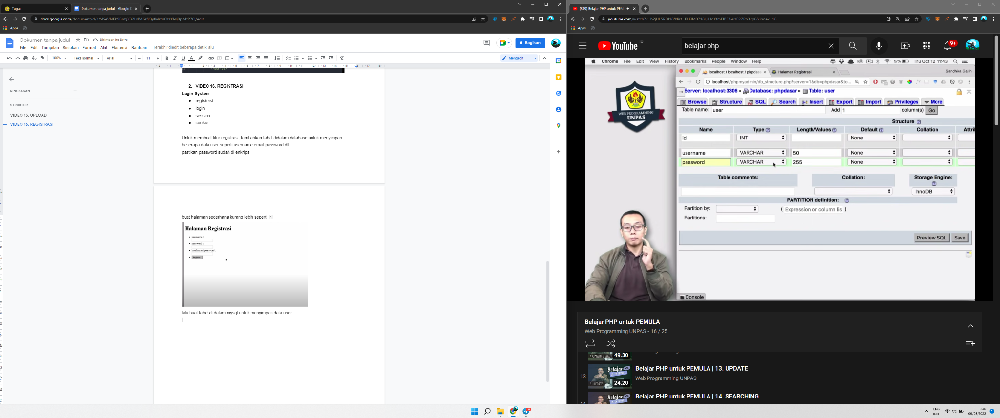 Tugas
Dokumen tanpa judul - Google D
docs.google.com/document/d/1Y4SeVNFk9BmgX32LsB46afjQyfMrtnOzzXMj9pMxP7Q/edit
Apps
Dokumen tanpa judul
Disimpan ke Drive
File Edit Tampilan Sisipkan Format Alat Ekstensi Bantuan
Terakhir diedit beberapa detik lalu
Bagikan
100% Teks normal Arial 11
Mengedit
RINGKASAN
STRUKTUR
VIDEO 15. UPLOAD
VIDEO 16. REGISTRASI
</script>
2. VIDEO 16. REGISTRASI
Login System
registrasi
login
session
cookie
Untuk membuat fitur registrasi, tambahkan tabel didalam database untuk menyimpan
beberapa data user seperti username email password dll
pastikan password sudah di enkripsi
buat halaman sederhana kurang lebih seperti ini
Halaman Registrasi
username :
password :
konfirmasi password :
lalu buat tabel di dalam mysql untuk menyimpan data user
(339) Belajar PHP untuk PEM
youtube.com/watch?v=b2jUL5RDI18&list=PLFIM0718LjIUqXfmEIBE3-uzERZPh3vp6&index=16
Apps
YouTube ID
belajar php
9+
Chrome File Edit View History Bookmarks People Window Help
57% Thu Oct 12 11:43
localhost / localhost / phpdas
Halaman Registrasi
Sandhika Galih
localhost/phpmyadmin/db_structure.php?server=1&db=phpdasar&to...
Server: localhost:3306 » Database: phpdasar » Table: user
Browse Structure SQL Search Insert Export Import Privileges More
Table name: user Add 1 column(s) Go
Structure
Name Type Length/Values Default Collation Attri
id INT None
username VARCHAR 50 None
password VARCHAR 255 None
Table comments: Collation: Storage Engine:
InnoDB
PARTITION definition:
Partition by: ( Expression or column lis )
Partitions:
Preview SQL Save
Console
WEB PROGRAMMING
UNPAS
Belajar PHP untuk PEMULA
Web Programming UNPAS - 16 / 25
49.30
13
Belajar PHP untuk PEMULA | 13. UPDATE
Web Programming UNPAS
Belajar
24.20
14
Belajar PHP untuk PEMULA | 14. SEARCHING
Belajar
ENG
INTL
19:40
09/05/2022